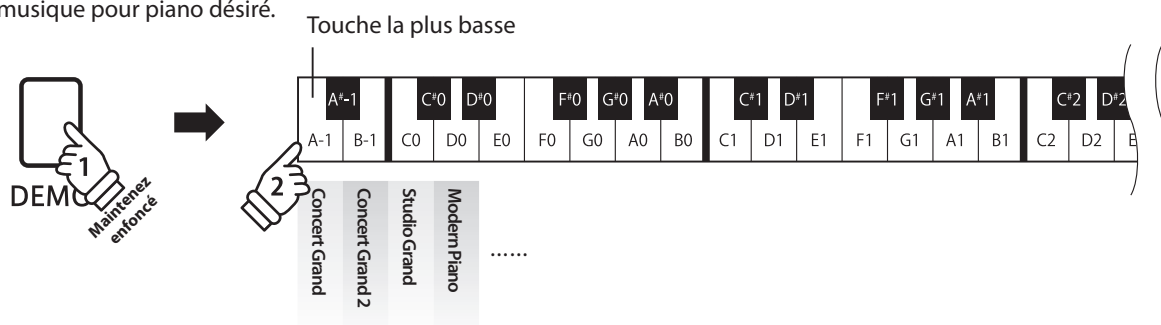 musique pour piano désiré.
Touche la plus basse
A#-1 C#0 D#0 F#0 G#0 A#0 C#1 D#1 F#1 G#1 A#1 C#2 D#2
A-1 B-1 C0 D0 E0 F0 G0 A0 B0 C1 D1 E1 F1 G1 A1 B1 C2 D2 E
1
DEMO
Maintenez
enfoncé
2
Concert Grand
Concert Grand 2
Studio Grand
Modern Piano
......